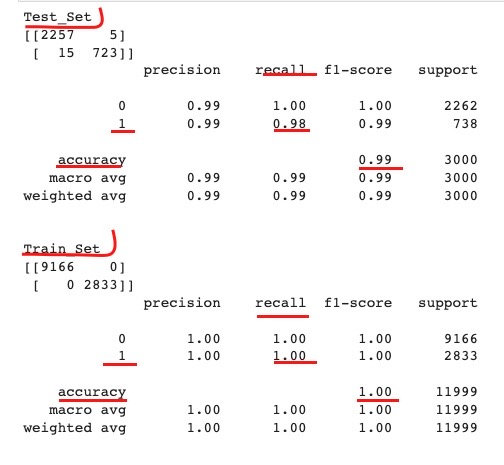 Test_Set
[[2257 5]
[ 15 723]]
precision recall f1-score support
0 0.99 1.00 1.00 2262
1 0.99 0.98 0.99 738
accuracy 0.99 3000
macro avg 0.99 0.99 0.99 3000
weighted avg 0.99 0.99 0.99 3000
Train_Set
[[9166 0]
[ 0 2833]]
precision recall f1-score support
0 1.00 1.00 1.00 9166
1 1.00 1.00 1.00 2833
accuracy 1.00 11999
macro avg 1.00 1.00 1.00 11999
weighted avg 1.00 1.00 1.00 11999